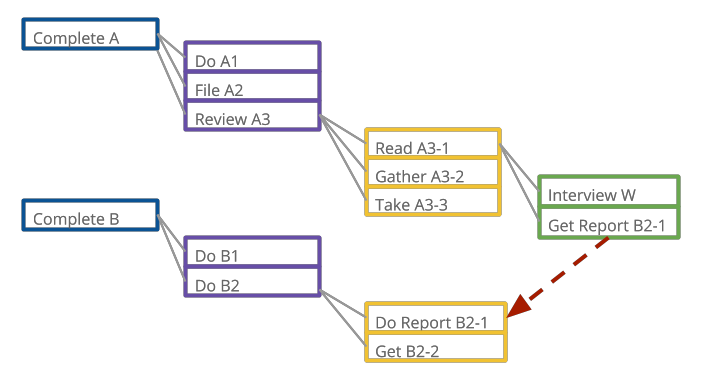 Complete A
Do A1
File A2
Review A3
Read A3-1
Gather A3-2
Take A3-3
Interview W
Get Report B2-1
Complete B
Do B1
Do B2
Do Report B2-1
Get B2-2